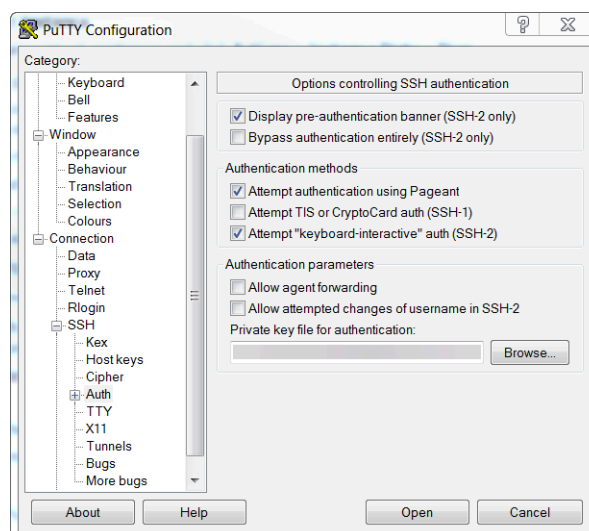 PuTTY Configuration
Category:
Keyboard
Bell
Features
Window
Appearance
Behaviour
Translation
Selection
Colours
Connection
Data
Proxy
Telnet
Rlogin
SSH
Kex
Host keys
Cipher
Auth
TTY
X11
Tunnels
Bugs
More bugs
Options controlling SSH authentication
Display pre-authentication banner (SSH-2 only)
Bypass authentication entirely (SSH-2 only)
Authentication methods
Attempt authentication using Pageant
Attempt TIS or CryptoCard auth (SSH-1)
Attempt "keyboard-interactive" auth (SSH-2)
Authentication parameters
Allow agent forwarding
Allow attempted changes of username in SSH-2
Private key file for authentication:
Browse...
About
Help
Open
Cancel